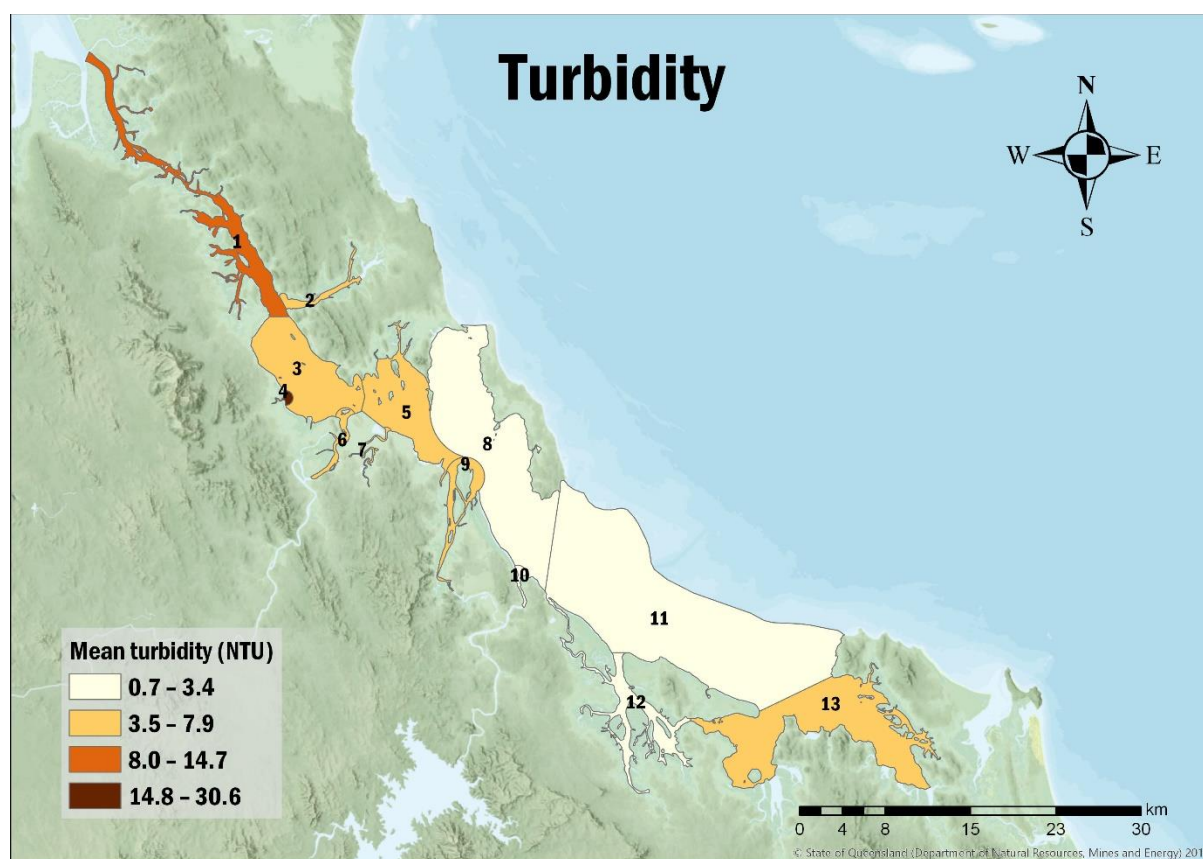 Turbidity
N
W E
S
1
2
3
4
5
6
7
8
9
10
11
12
13
Mean turbidity (NTU)
0.7 – 3.4
3.5 – 7.9
8.0 – 14.7
14.8 – 30.6
km
0 4 8 15 23 30
© State of Queensland (Department of Natural Resources, Mines and Energy) 201